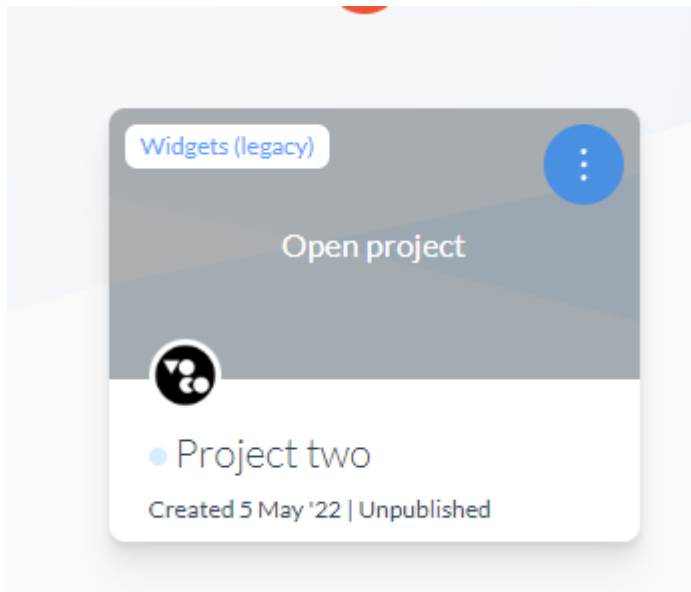 Widgets (legacy)
Open project
Project two
Created 5 May '22 | Unpublished